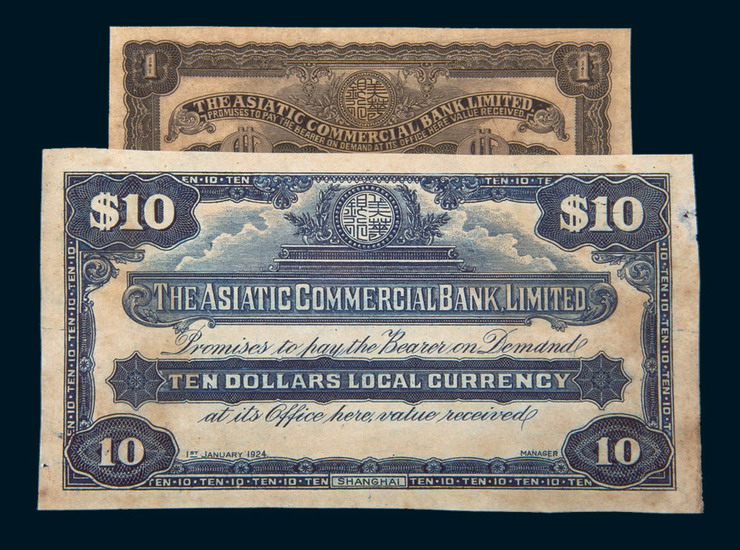 1 1
THE ASIATIC COMMERCIAL BANK, LIMITED.
PROMISES TO PAY THE BEARER ON DEMAND AT ITS OFFICE HERE VALUE RECEIVED
EN·10·TEN TEN·10·TE
$10 $10
THE ASIATIC COMMERCIAL BANK, LIMITED
Promises to pay the Bearer on Demand
TEN DOLLARS LOCAL CURRENCY
at its Office here, value received
10 10
1ST JANUARY 1924. MANAGER
TEN·10·TEN·10·TEN·10·TEN SHANGHAI TEN·10·TEN·10·TEN·10·TEN